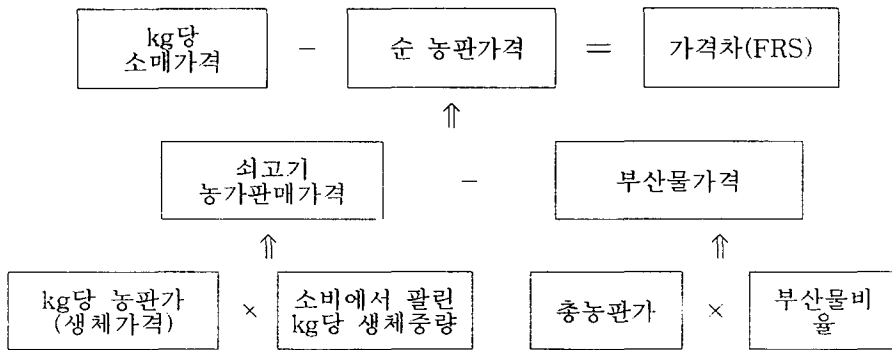 kg당
소매가격
−
순 농판가격
=
가격차(FRS)
⇑
쇠고기
농가판매가격
−
부산물가격
⇑
⇑
kg당 농판가
(생체가격)
×
소비에서 팔린
kg당 생체중량
총농판가
×
부산물비
율